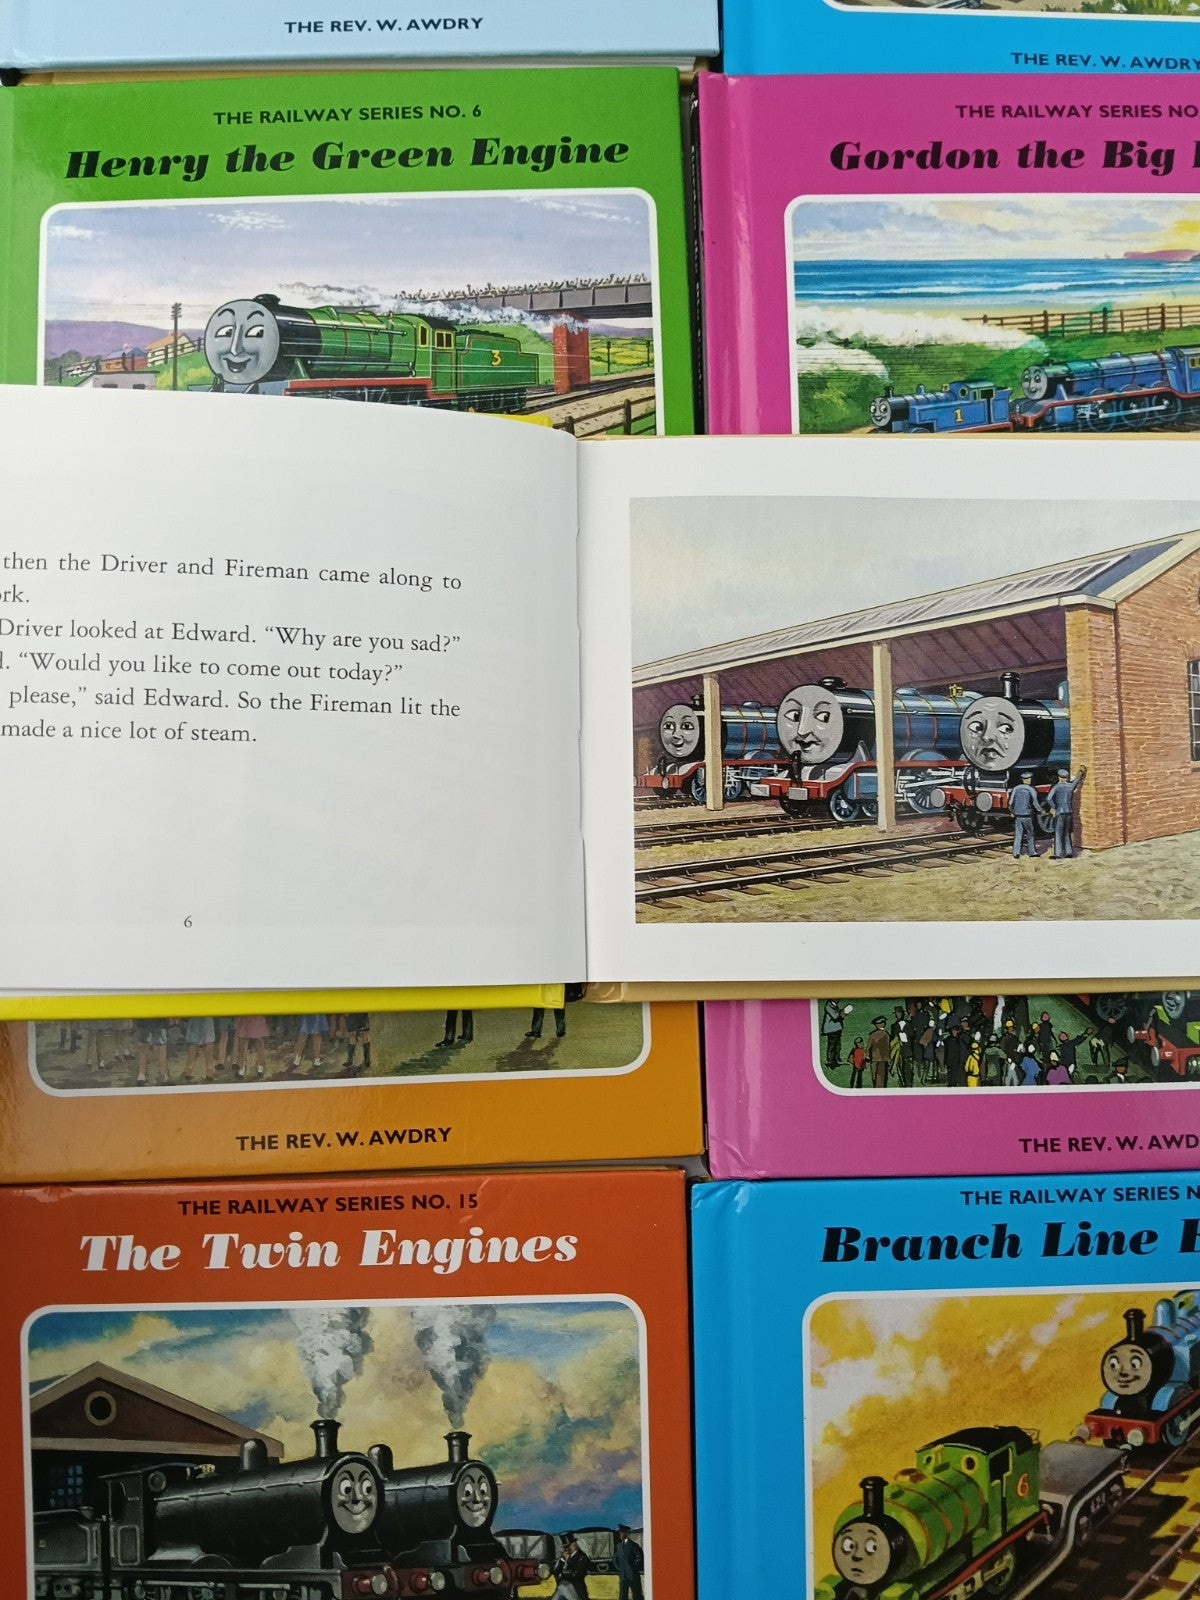 THE REV. W. AWDRY
THE REV. W. AWDRY
THE RAILWAY SERIES NO. 6
Henry the Green Engine
3
THE RAILWAY SERIES NO.
Gordon the Big
1
then the Driver and Fireman came along to
Driver looked at Edward. “Why are you sad?”
“Would you like to come out today?”
please,” said Edward. So the Fireman lit the
made a nice lot of steam.
6
THE REV. W. AWDRY
THE REV. W.
THE RAILWAY SERIES NO. 15
The Twin Engines
THE RAILWAY SERIES
Branch Line
6